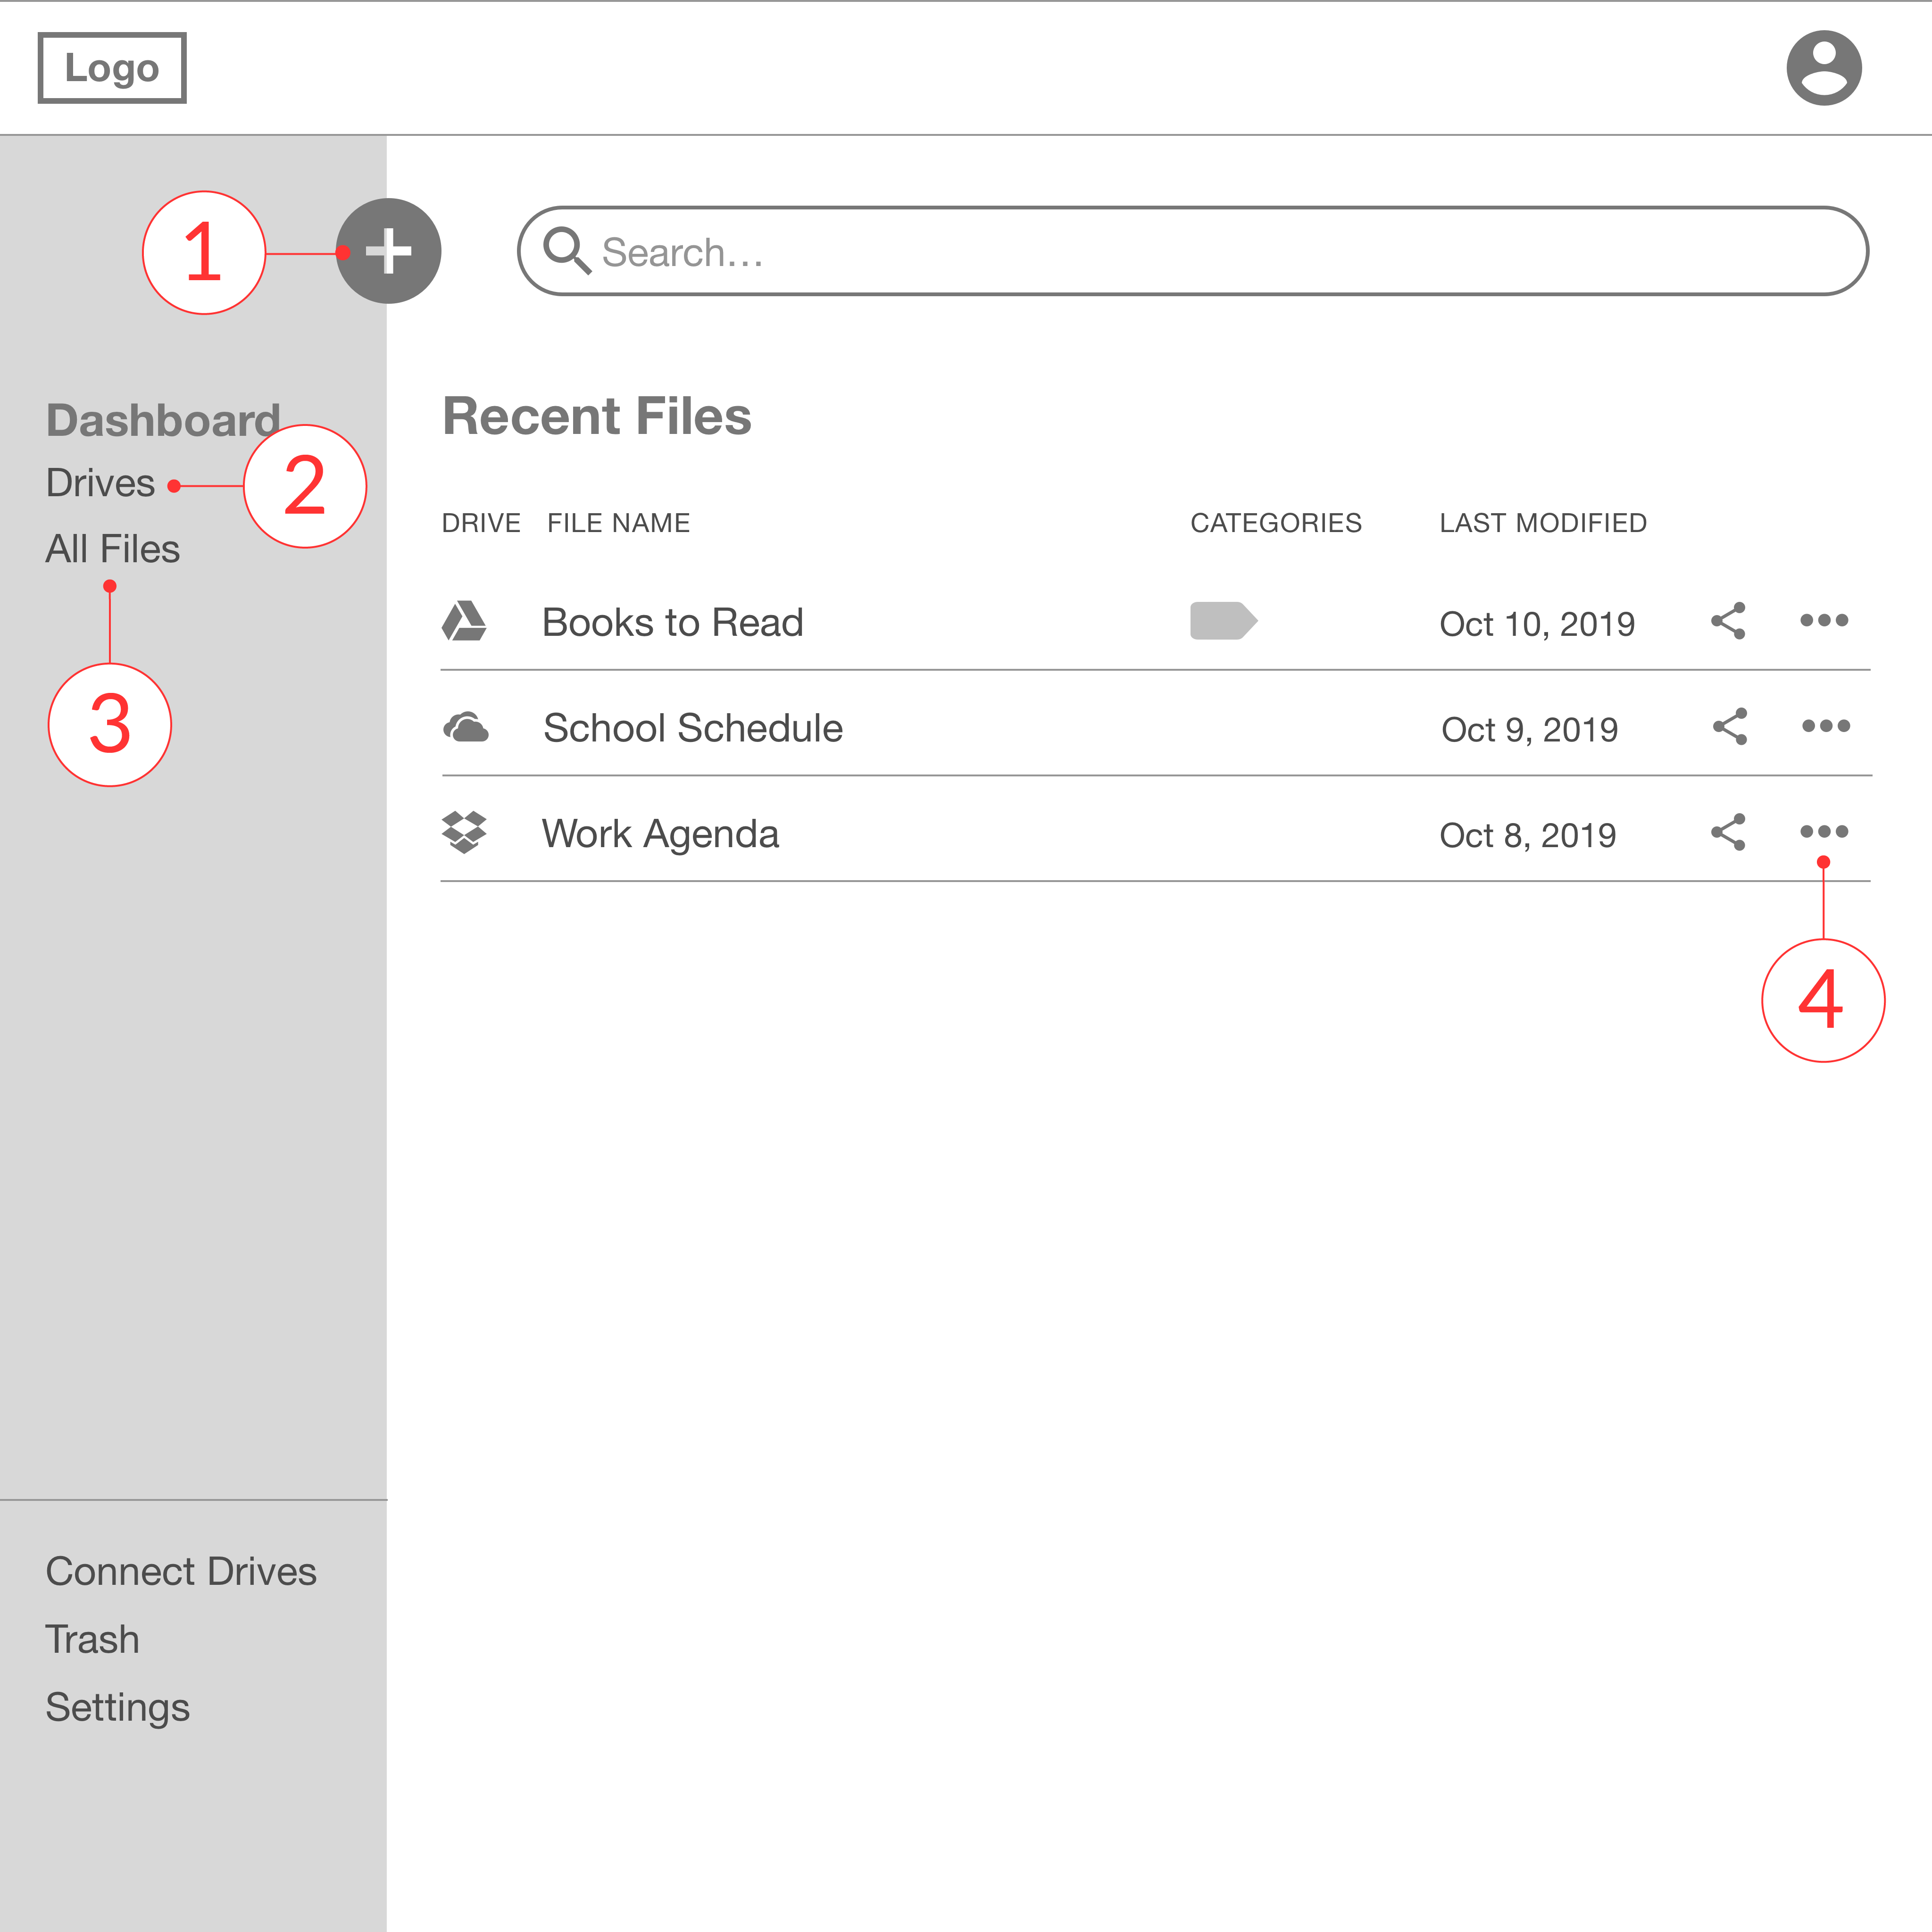 Logo
1
Search...
Dashboard
Drives
2
All Files
3
Recent Files
DRIVE FILE NAME CATEGORIES LAST MODIFIED
Books to Read Oct 10, 2019
School Schedule Oct 9, 2019
Work Agenda Oct 8, 2019
4
Connect Drives
Trash
Settings